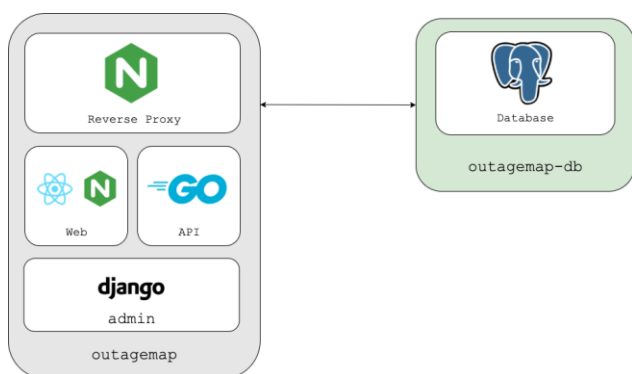 N
Reverse Proxy
N
Web
GO
API
django
admin
outagemap
Database
outagemap-db